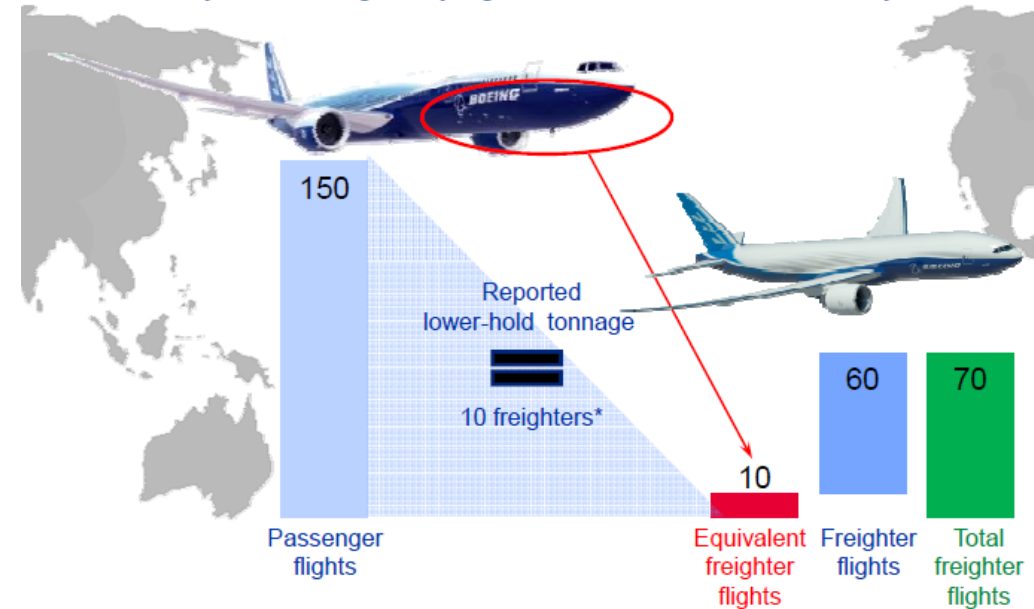 BOEING
150
BOEING
Reported
lower-hold tonnage
10 freighters*
60
70
10
Passenger
flights
Equivalent
freighter
flights
Freighter
flights
Total
freighter
flights